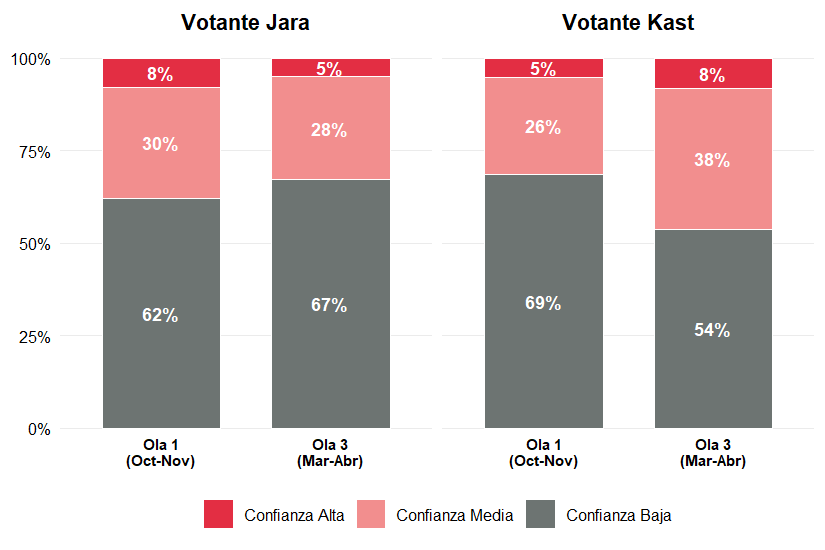 Votante Jara
Votante Kast
100%
75%
50%
25%
0%
8%
30%
62%
5%
28%
67%
5%
26%
69%
8%
38%
54%
Ola 1
(Oct-Nov)
Ola 3
(Mar-Abr)
Ola 1
(Oct-Nov)
Ola 3
(Mar-Abr)
Confianza Alta
Confianza Media
Confianza Baja